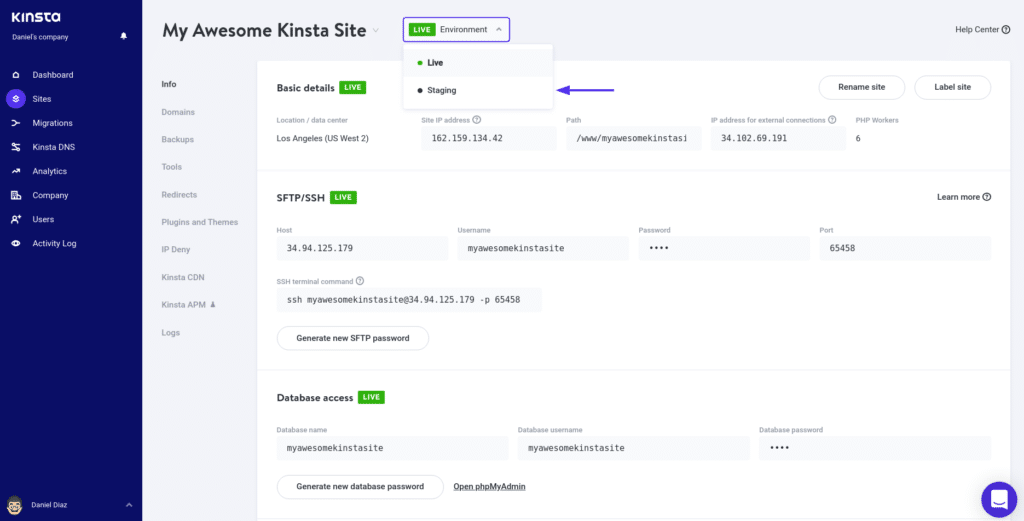 KINSTA
Daniel's company
Dashboard
Sites
Migrations
Kinsta DNS
Analytics
Company
Users
Activity Log
Daniel Diaz
My Awesome Kinsta Site
LIVE Environment
Live
Staging
Help Center
Info
Domains
Backups
Tools
Redirects
Plugins and Themes
IP Deny
Kinsta CDN
Kinsta APM
Logs
Basic details LIVE
Rename site
Label site
Location / data center
Los Angeles (US West 2)
Site IP address
162.159.134.42
Path
/www/myawesomekinstasi
IP address for external connections
34.102.69.191
PHP Workers
6
SFTP/SSH LIVE
Learn more
Host
34.94.125.179
Username
myawesomekinstasite
Password
••••
Port
65458
SSH terminal command
ssh myawesomekinstasite@34.94.125.179 -p 65458
Generate new SFTP password
Database access LIVE
Database name
myawesomekinstasite
Database username
myawesomekinstasite
Database password
••••
Generate new database password
Open phpMyAdmin